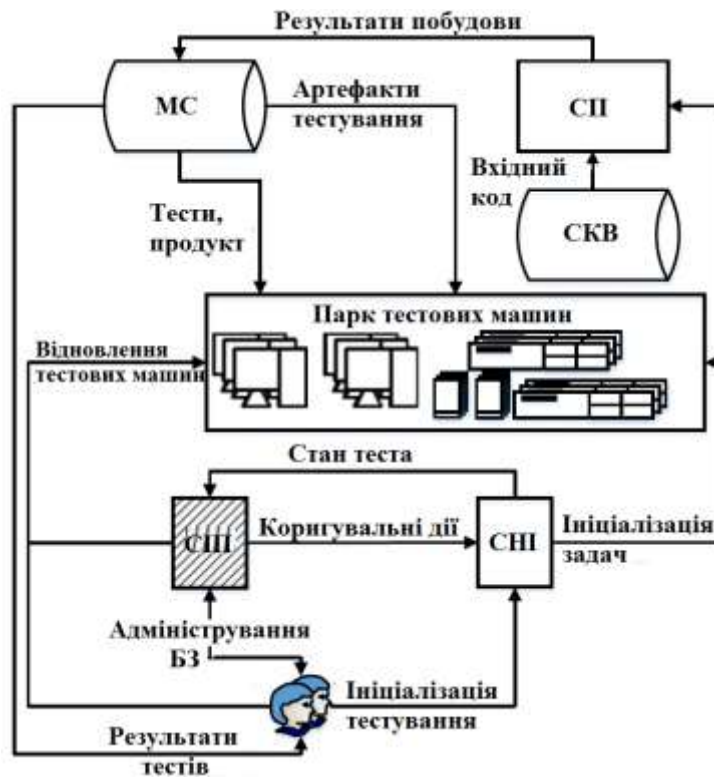 Результати побудови
МС
Артефакти
тестування
СП
Вхідний
код
Тести,
продукт
СКВ
Парк тестових машин
Відновлення
тестових машин
Стан теста
СШІ
Коригувальні дії
СНІ
Ініціалізація
задач
Адміністрування
БЗ
Ініціалізація
тестування
Результати
тестів